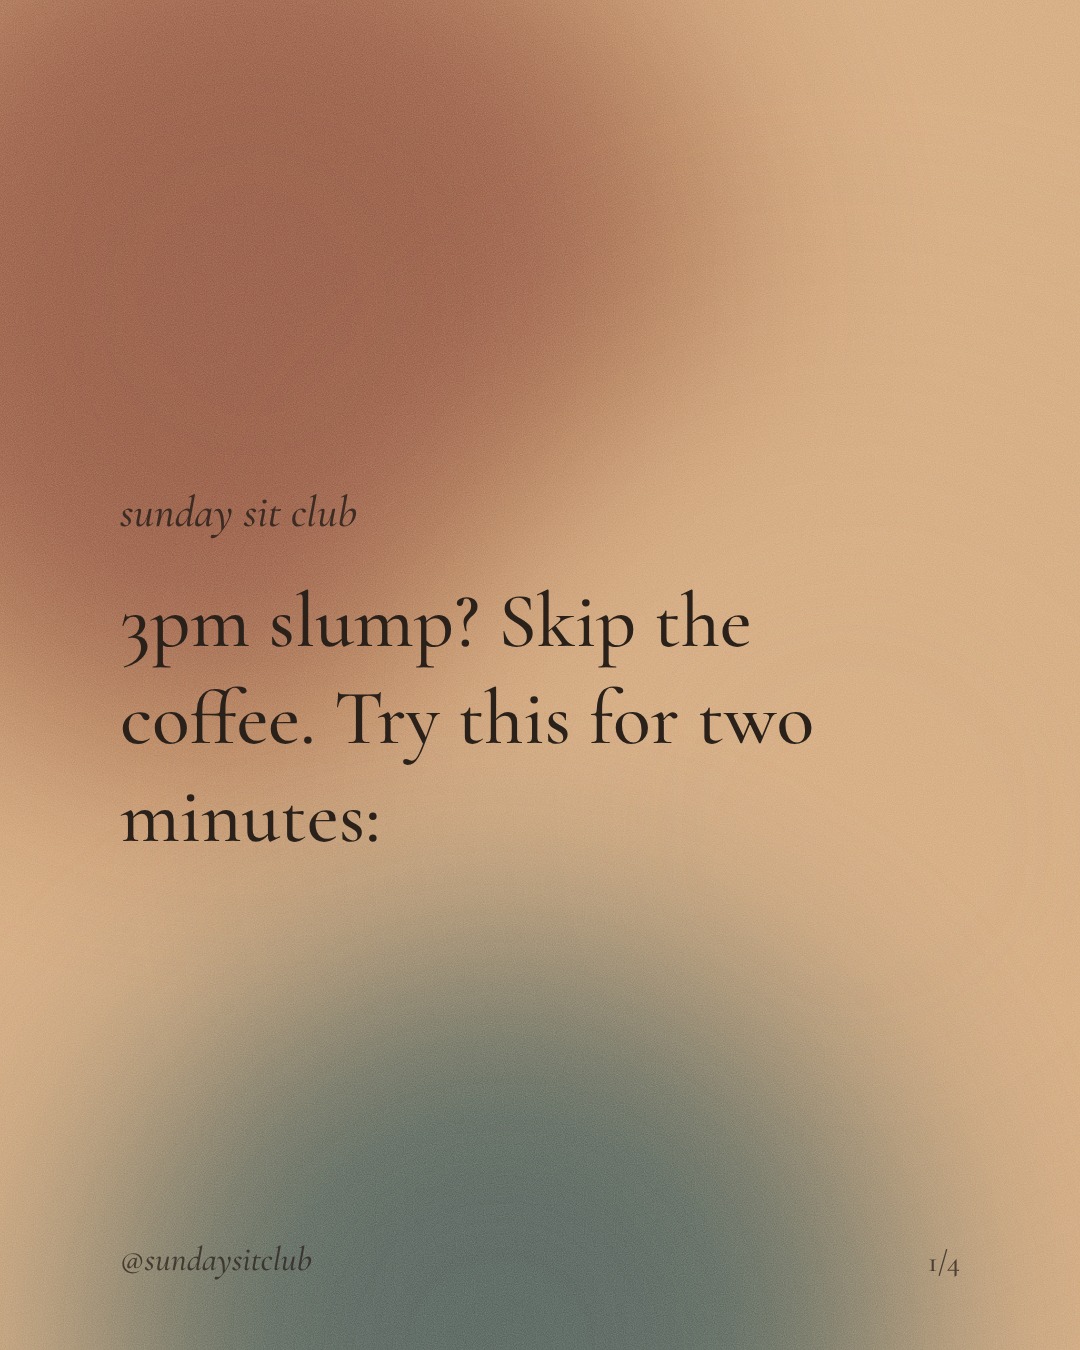 sunday sit club
3pm slump? Skip the
coffee. Try this for two
minutes:
@sundaysitclub
1/4